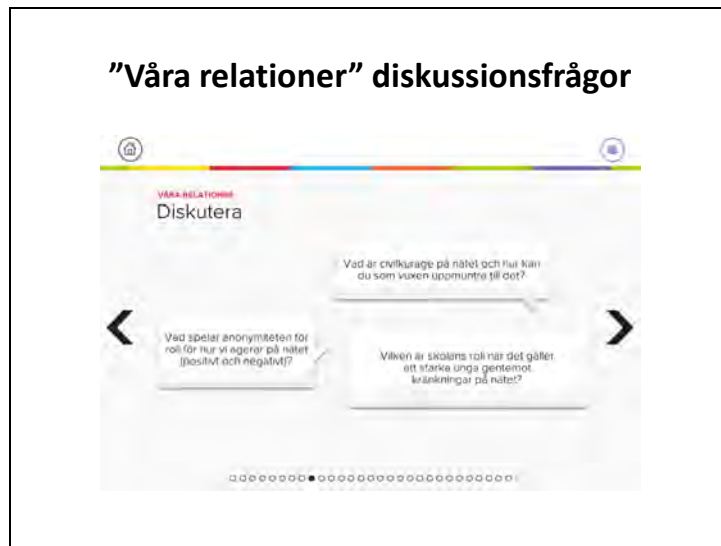 ”Våra relationer” diskussionsfrågor
VÅRA RELATIONER
Diskutera
Vad är civilkurage på nätet och hur kan
du som vuxen uppmuntra till det?
Vad spelar anonymiteten för
roll för hur vi agerar på nätet
(positivt och negativt)?
Vilken är skolans roll när det gäller
att stärka unga gentemot
kränkningar på nätet?